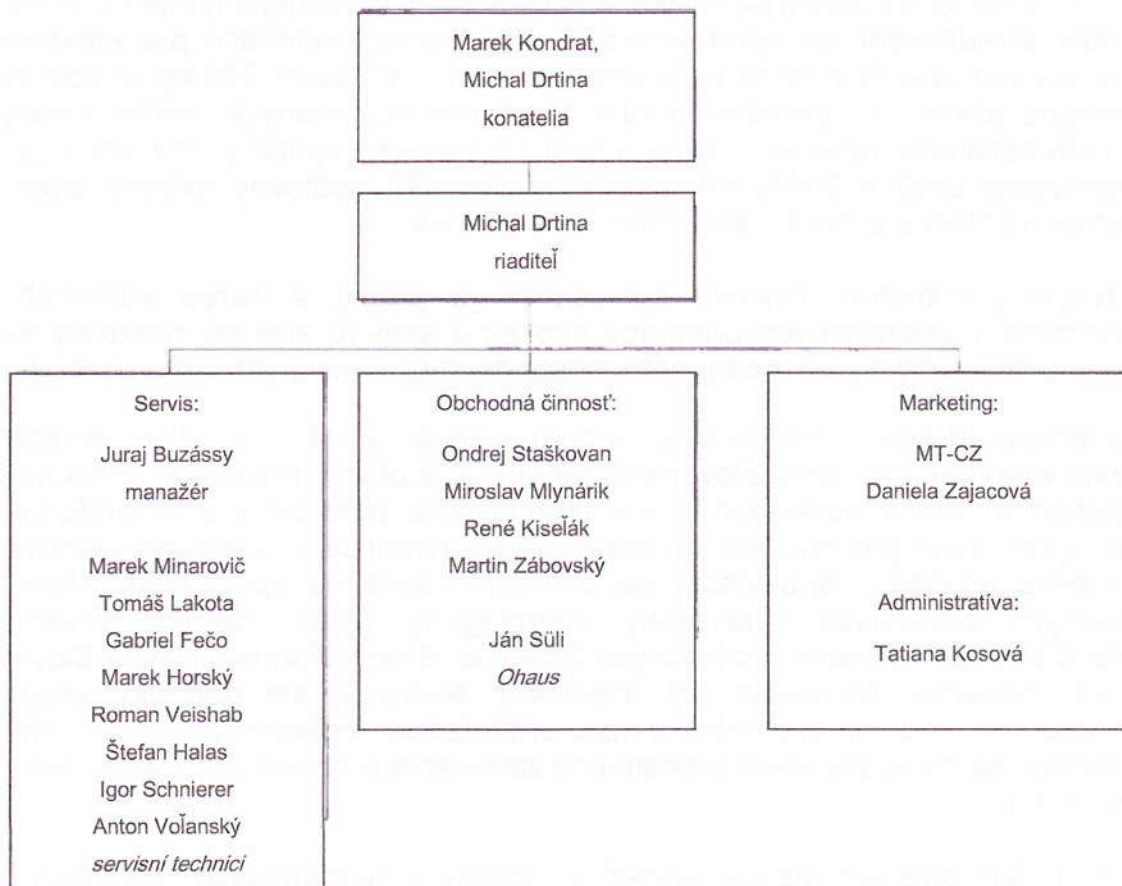 Marek Kondrat,
Michal Drtina
konatelia
Michal Drtina
riaditeľ
Servis:
Juraj Buzássy
manažér
Marek Minarovič
Tomáš Lakota
Gabriel Fečo
Marek Horský
Roman Veishab
Štefan Halas
Igor Schnierer
Anton Voľanský
servisní technici
Obchodná činnosť:
Ondrej Staškovan
Miroslav Mlynárik
René Kiseľák
Martin Zábovský
Ján Süli
Ohaus
Marketing:
MT-CZ
Daniela Zajacová
Administratíva:
Tatiana Kosová